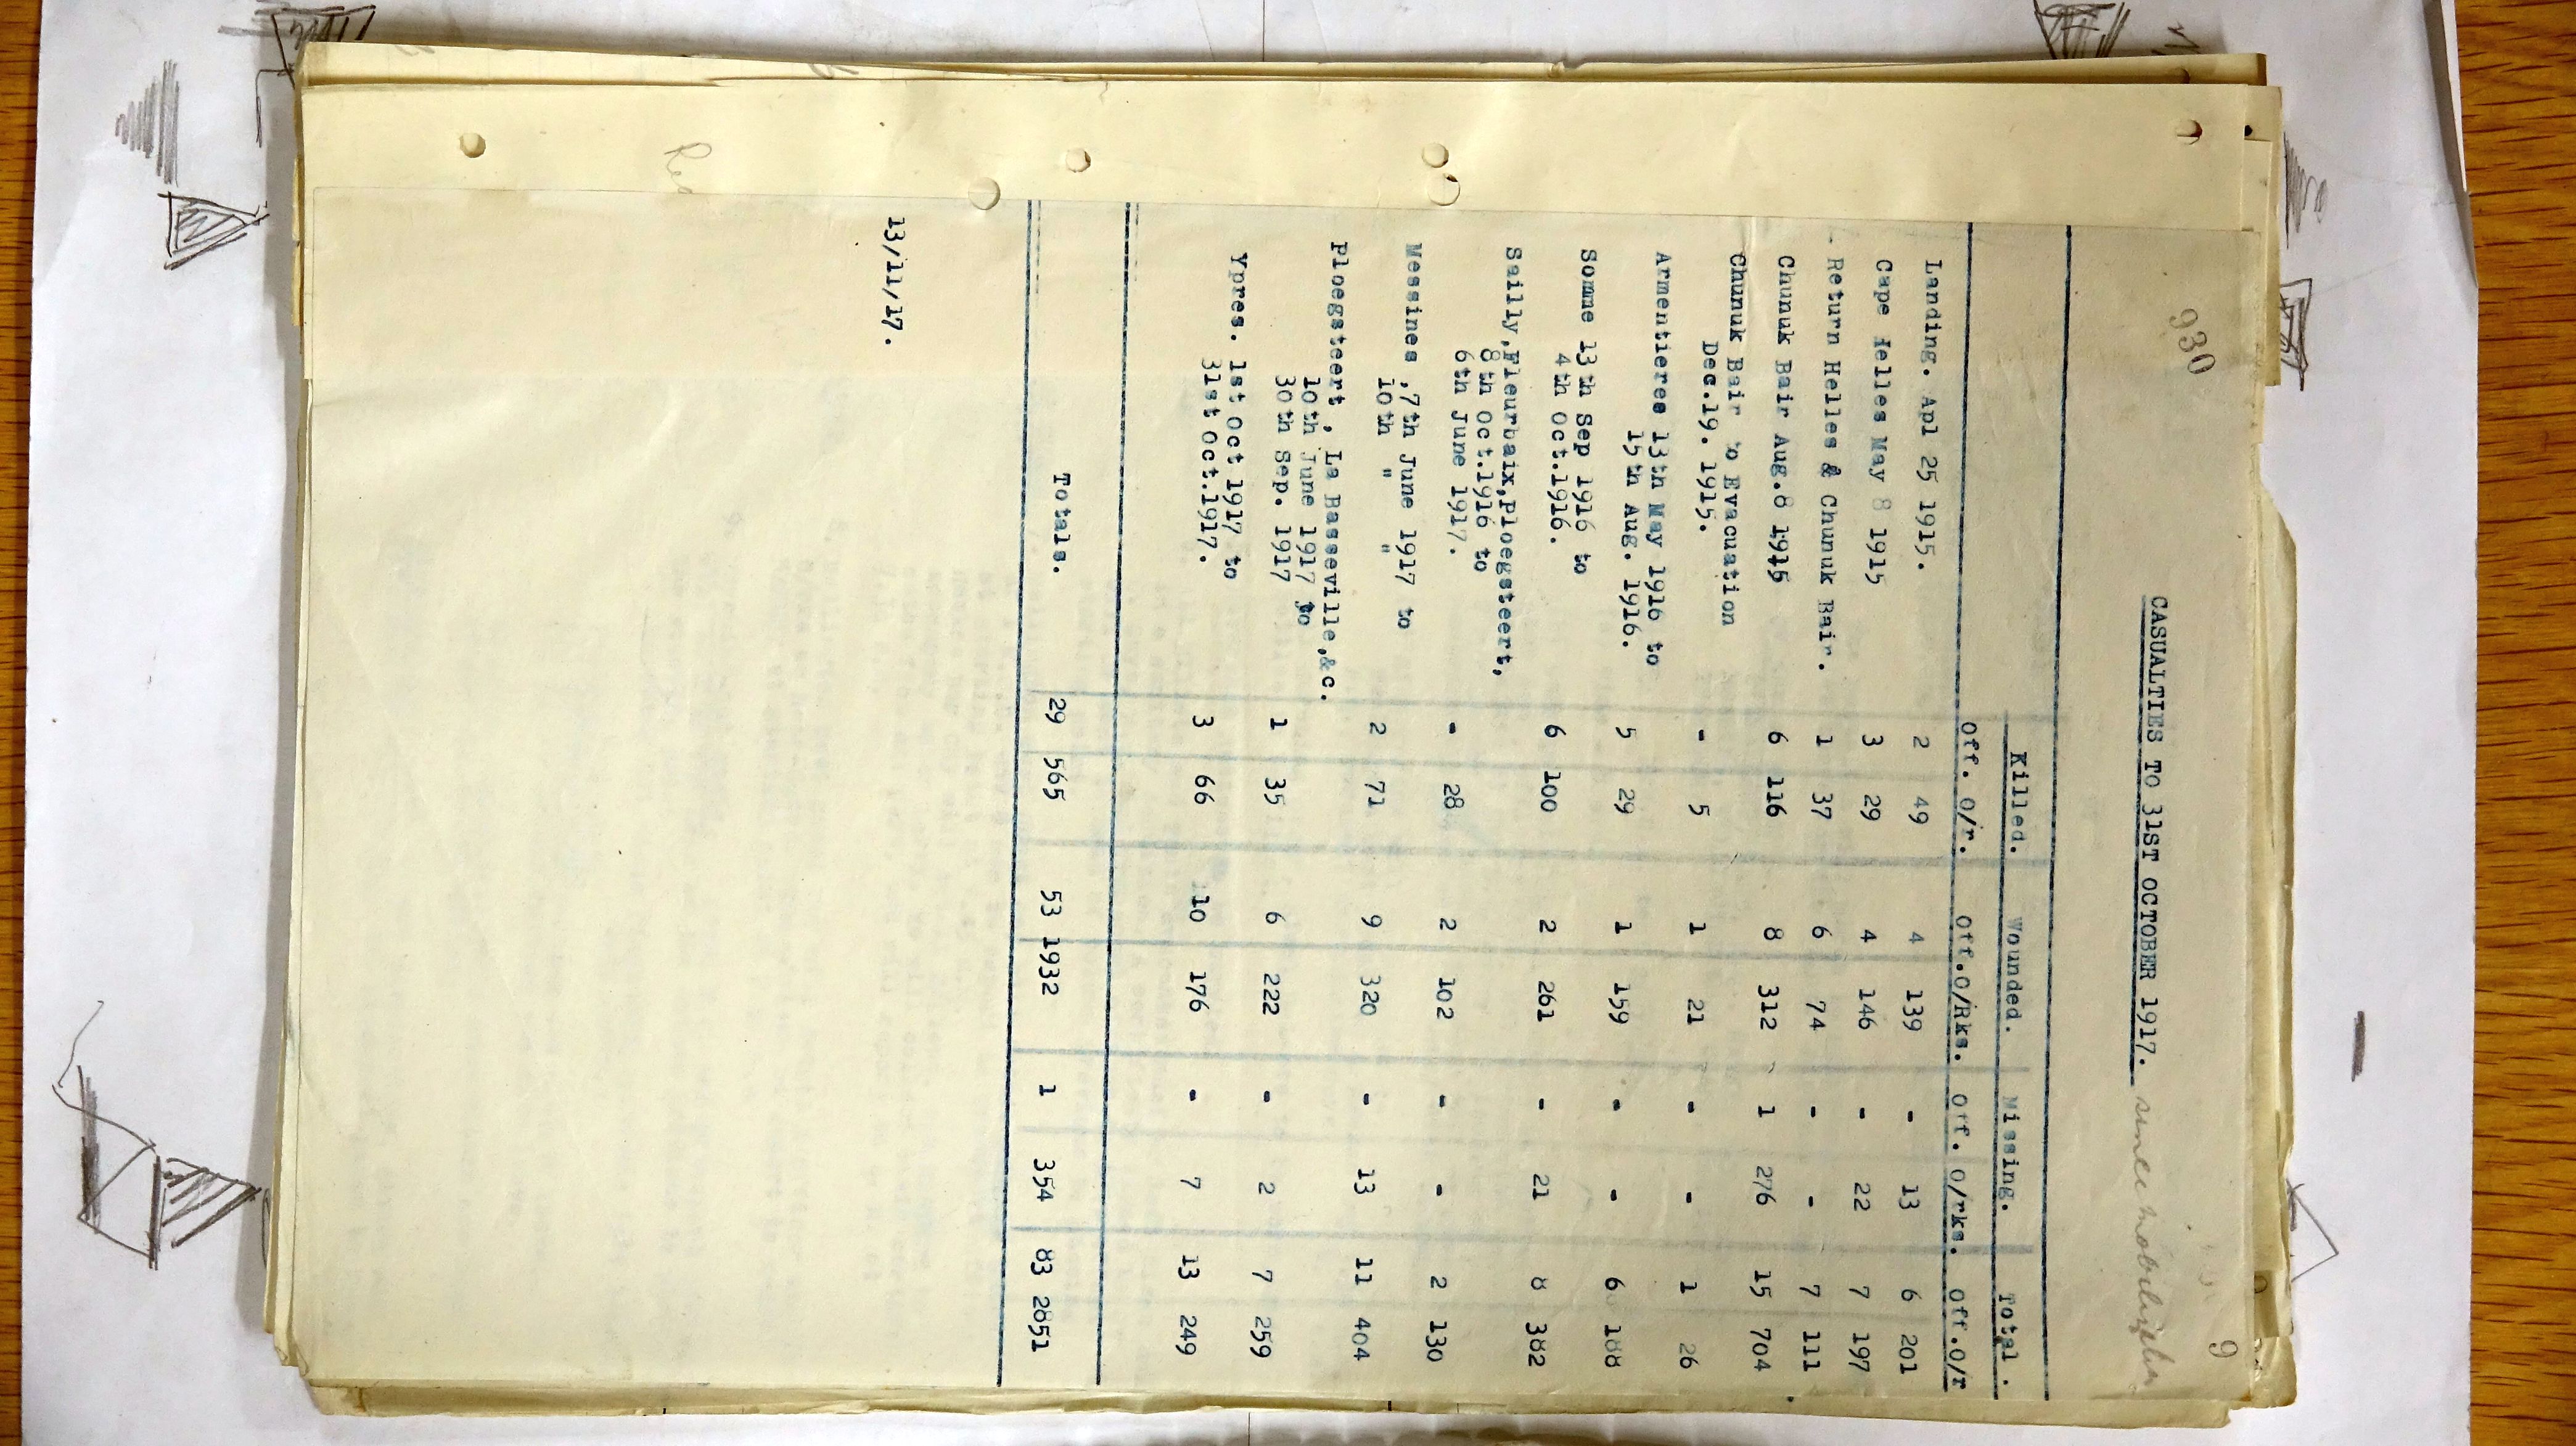 930
9
CASUALTIES TO 31ST OCTOBER 1917. since mobilization
Killed. Wounded. Missing. Total.
Off. O/r. Off.O/Rks. Off. O/rks. Off.O/r
Landing. Apl 25 1915. 2 49 4 139 - 13 6 201
Cape Helles May 8 1915 3 29 4 146 - 22 7 197
Return Helles & Chunuk Bair. 1 37 6 74 - - 7 111
Chunuk Bair Aug.8 1915 6 116 8 312 1 276 15 704
Chunuk Bair to Evacuation
Dec.19. 1915. - 5 1 21 - - 1 26
Armentieres 13th May 1916 to
15th Aug. 1916. 5 29 1 159 - - 6 188
Somme 13th Sep 1916 to
4th Oct.1916. 6 100 2 261 - 21 8 382
Sailly,Fleurbaix,Ploegsteert,
8th Oct.1916 to
6th June 1917. - 28 2 102 - - 2 130
Messines ,7th June 1917 to
10th " " 2 71 9 320 - 13 11 404
Ploegsteert , La Basseville,&c.
10th June 1917 to
30th Sep. 1917 1 35 6 222 - 2 7 259
Ypres. 1st Oct 1917 to
31st Oct.1917. 3 66 10 176 - 7 13 249
Totals. 29 565 53 1932 1 354 83 2851
13/11/17.